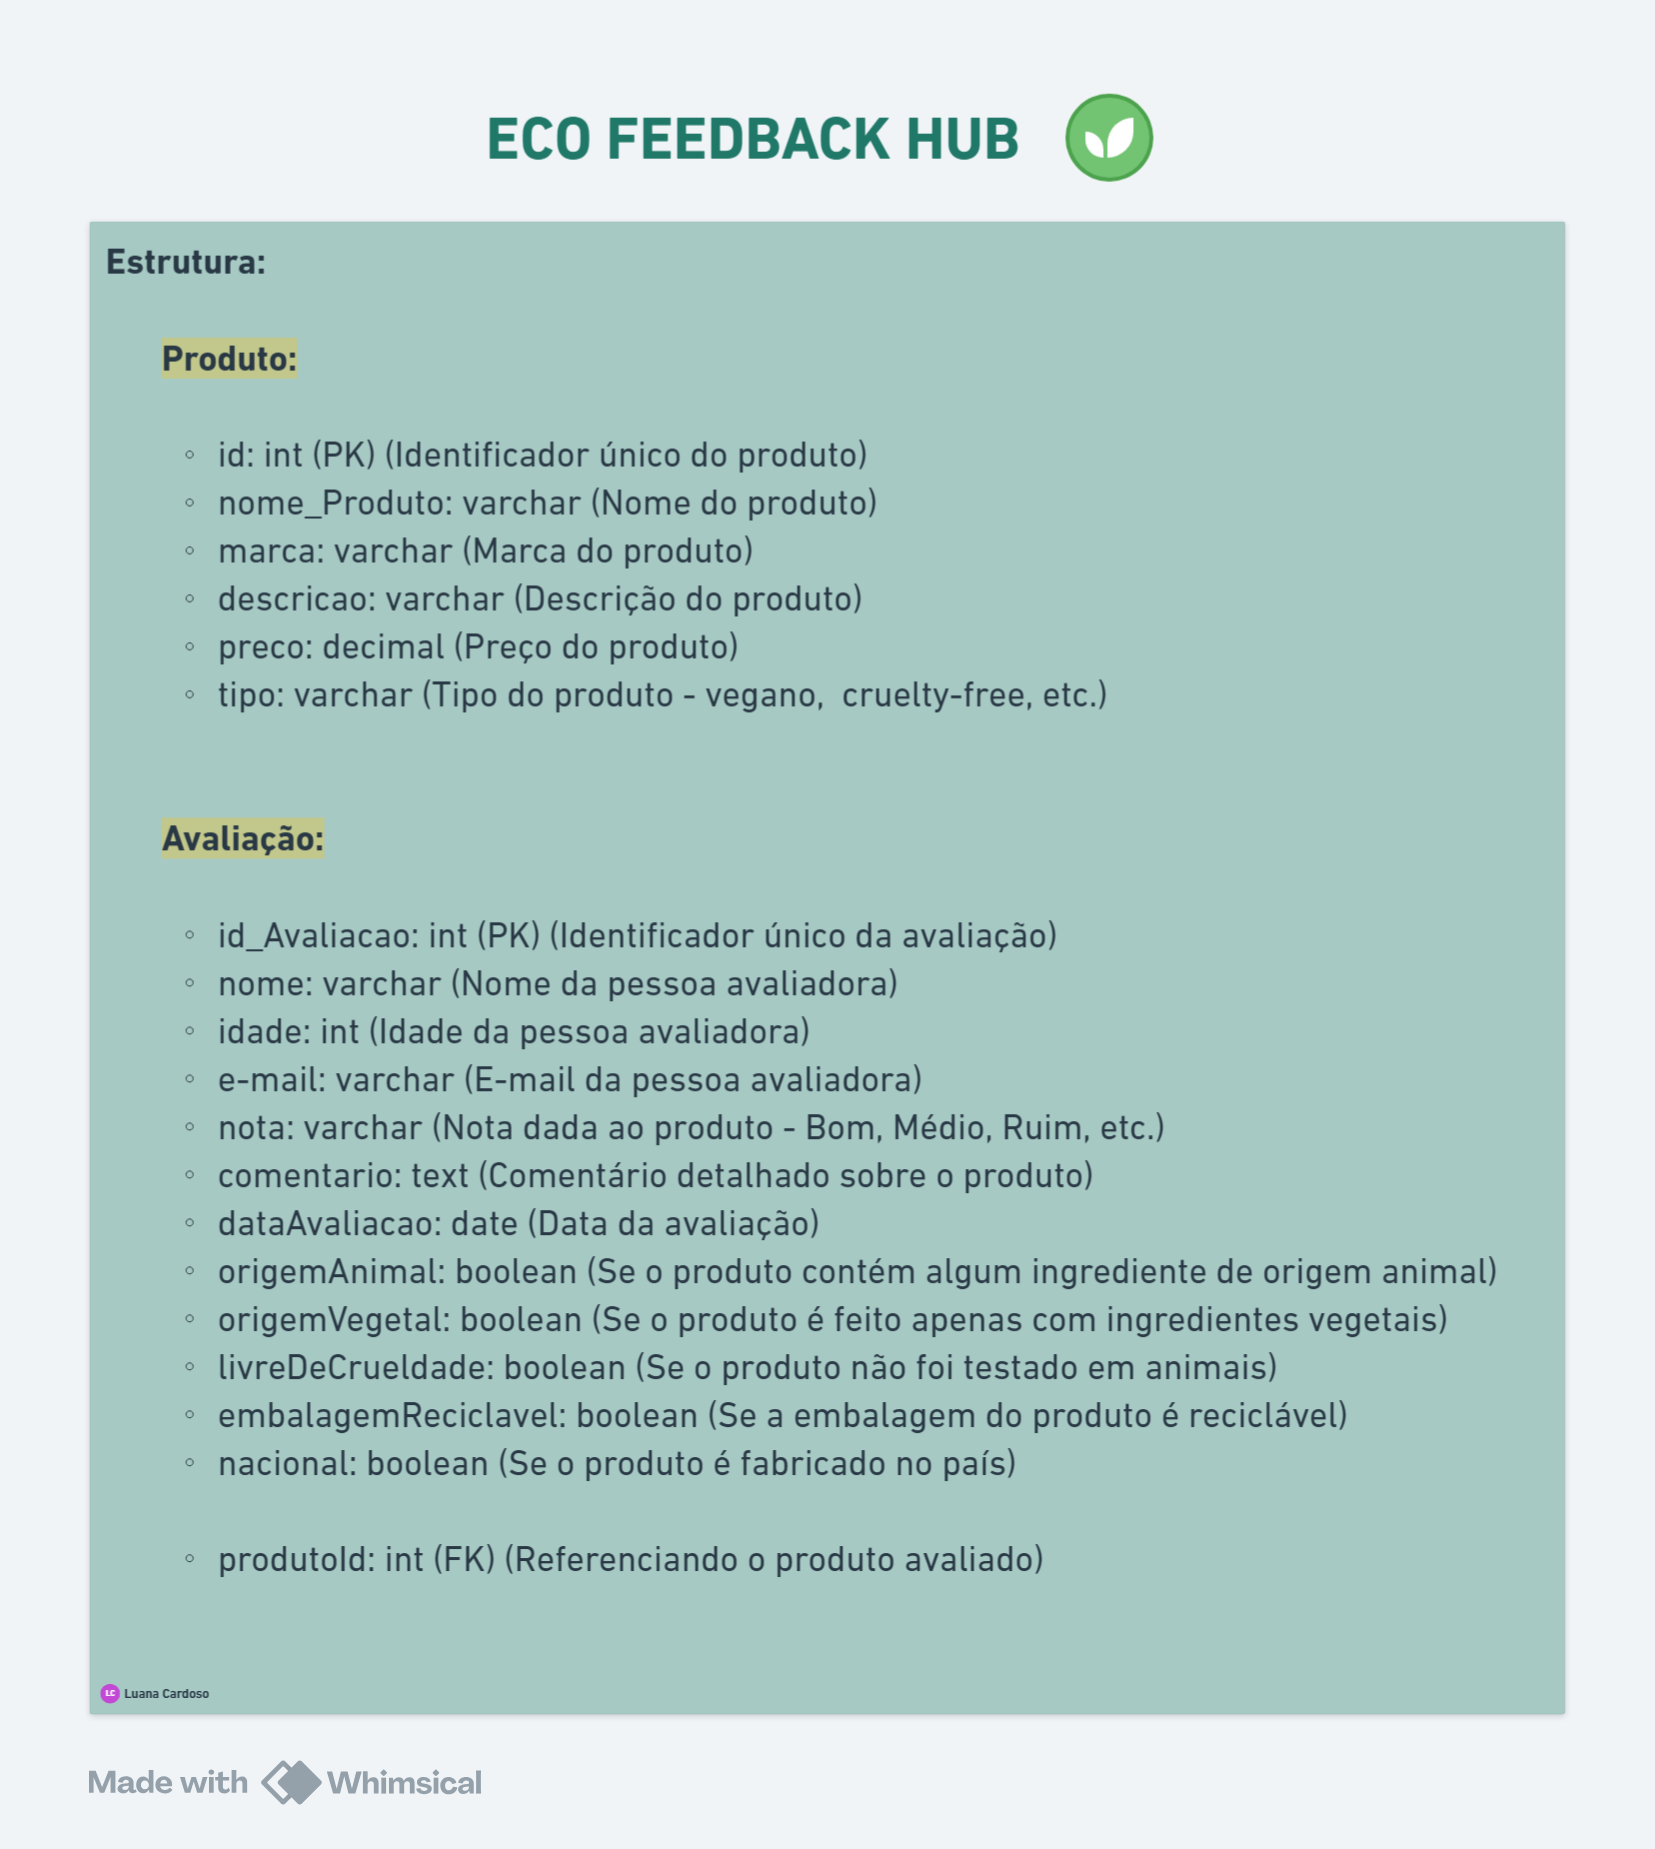 ECO FEEDBACK HUB
Estrutura:
Produto:
◦ id: int (PK) (Identificador único do produto)
◦ nome_Produto: varchar (Nome do produto)
◦ marca: varchar (Marca do produto)
◦ descricao: varchar (Descrição do produto)
◦ preco: decimal (Preço do produto)
◦ tipo: varchar (Tipo do produto - vegano,  cruelty-free, etc.)
Avaliação:
◦ id_Avaliacao: int (PK) (Identificador único da avaliação)
◦ nome: varchar (Nome da pessoa avaliadora)
◦ idade: int (Idade da pessoa avaliadora)
◦ e-mail: varchar (E-mail da pessoa avaliadora)
◦ nota: varchar (Nota dada ao produto - Bom, Médio, Ruim, etc.)
◦ comentario: text (Comentário detalhado sobre o produto)
◦ dataAvaliacao: date (Data da avaliação)
◦ origemAnimal: boolean (Se o produto contém algum ingrediente de origem animal)
◦ origemVegetal: boolean (Se o produto é feito apenas com ingredientes vegetais)
◦ livreDeCrueldade: boolean (Se o produto não foi testado em animais)
◦ embalagemReciclavel: boolean (Se a embalagem do produto é reciclável)
◦ nacional: boolean (Se o produto é fabricado no país)
◦ produtoId: int (FK) (Referenciando o produto avaliado)
LC Luana Cardoso
Made with Whimsical